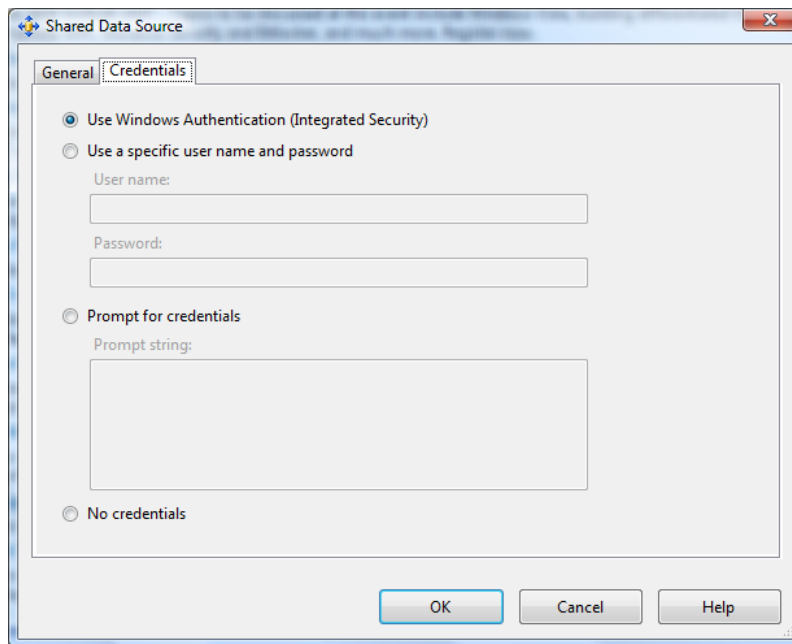 Shared Data Source
General
Credentials
Use Windows Authentication (Integrated Security)
Use a specific user name and password
User name:
Password:
Prompt for credentials
Prompt string:
No credentials
OK
Cancel
Help